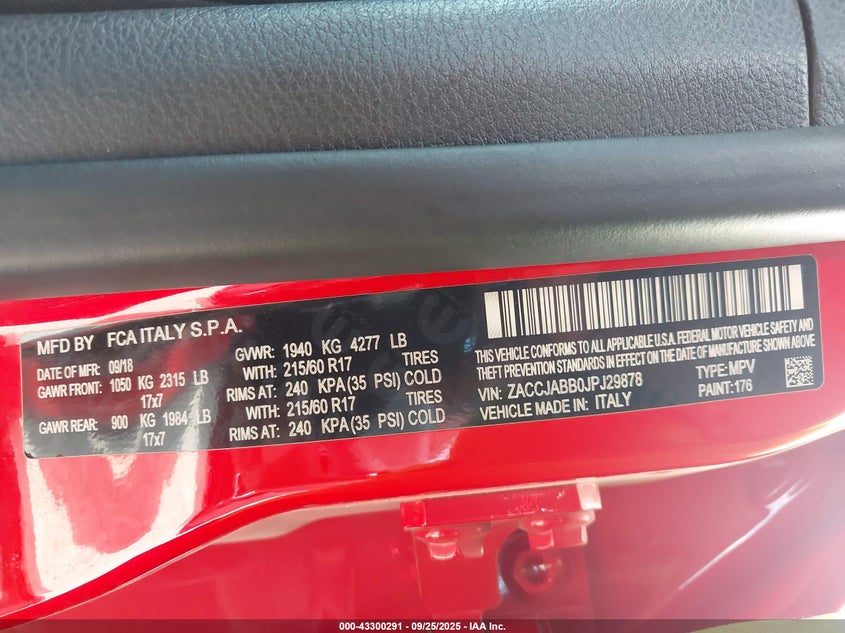 MFD BY FCA ITALY S.P.A.
DATE OF MFR: 09/18
GAWR FRONT: 1050 KG 2315 LB
17x7
GAWR REAR: 900 KG 1984 LB
17x7
GVWR: 1940 KG 4277 LB
WITH: 215/60 R17 TIRES
RIMS AT: 240 KPA (35 PSI) COLD
WITH: 215/60 R17 TIRES
RIMS AT: 240 KPA (35 PSI) COLD
THIS VEHICLE CONFORMS TO ALL APPLICABLE U.S.A. FEDERAL MOTOR VEHICLE SAFETY AND
THEFT PREVENTION STANDARDS IN EFFECT ON THE DATE OF MANUFACTURE SHOWN ABOVE.
VIN: ZACCJABB0JPJ29878 TYPE: MPV
VEHICLE MADE IN: ITALY PAINT: 176
000-43300291 - 09/25/2025 - IAA Inc.